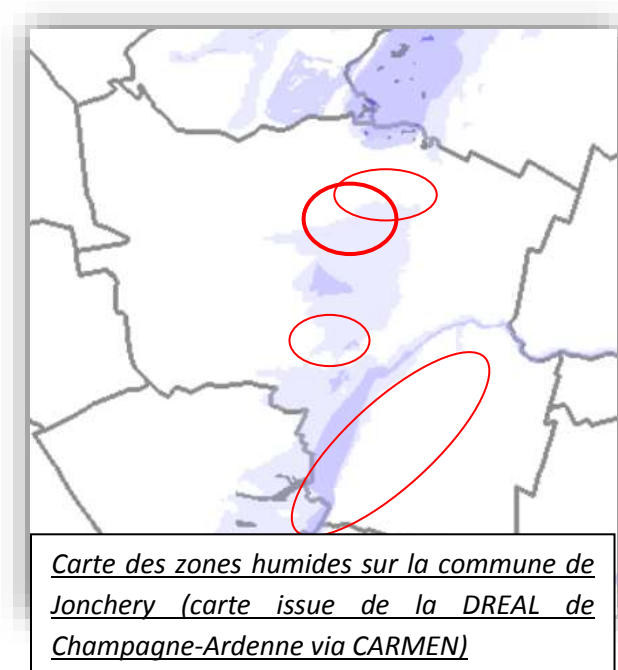 Carte des zones humides sur la commune de
Jonchery (carte issue de la DREAL de
Champagne-Ardenne via CARMEN)